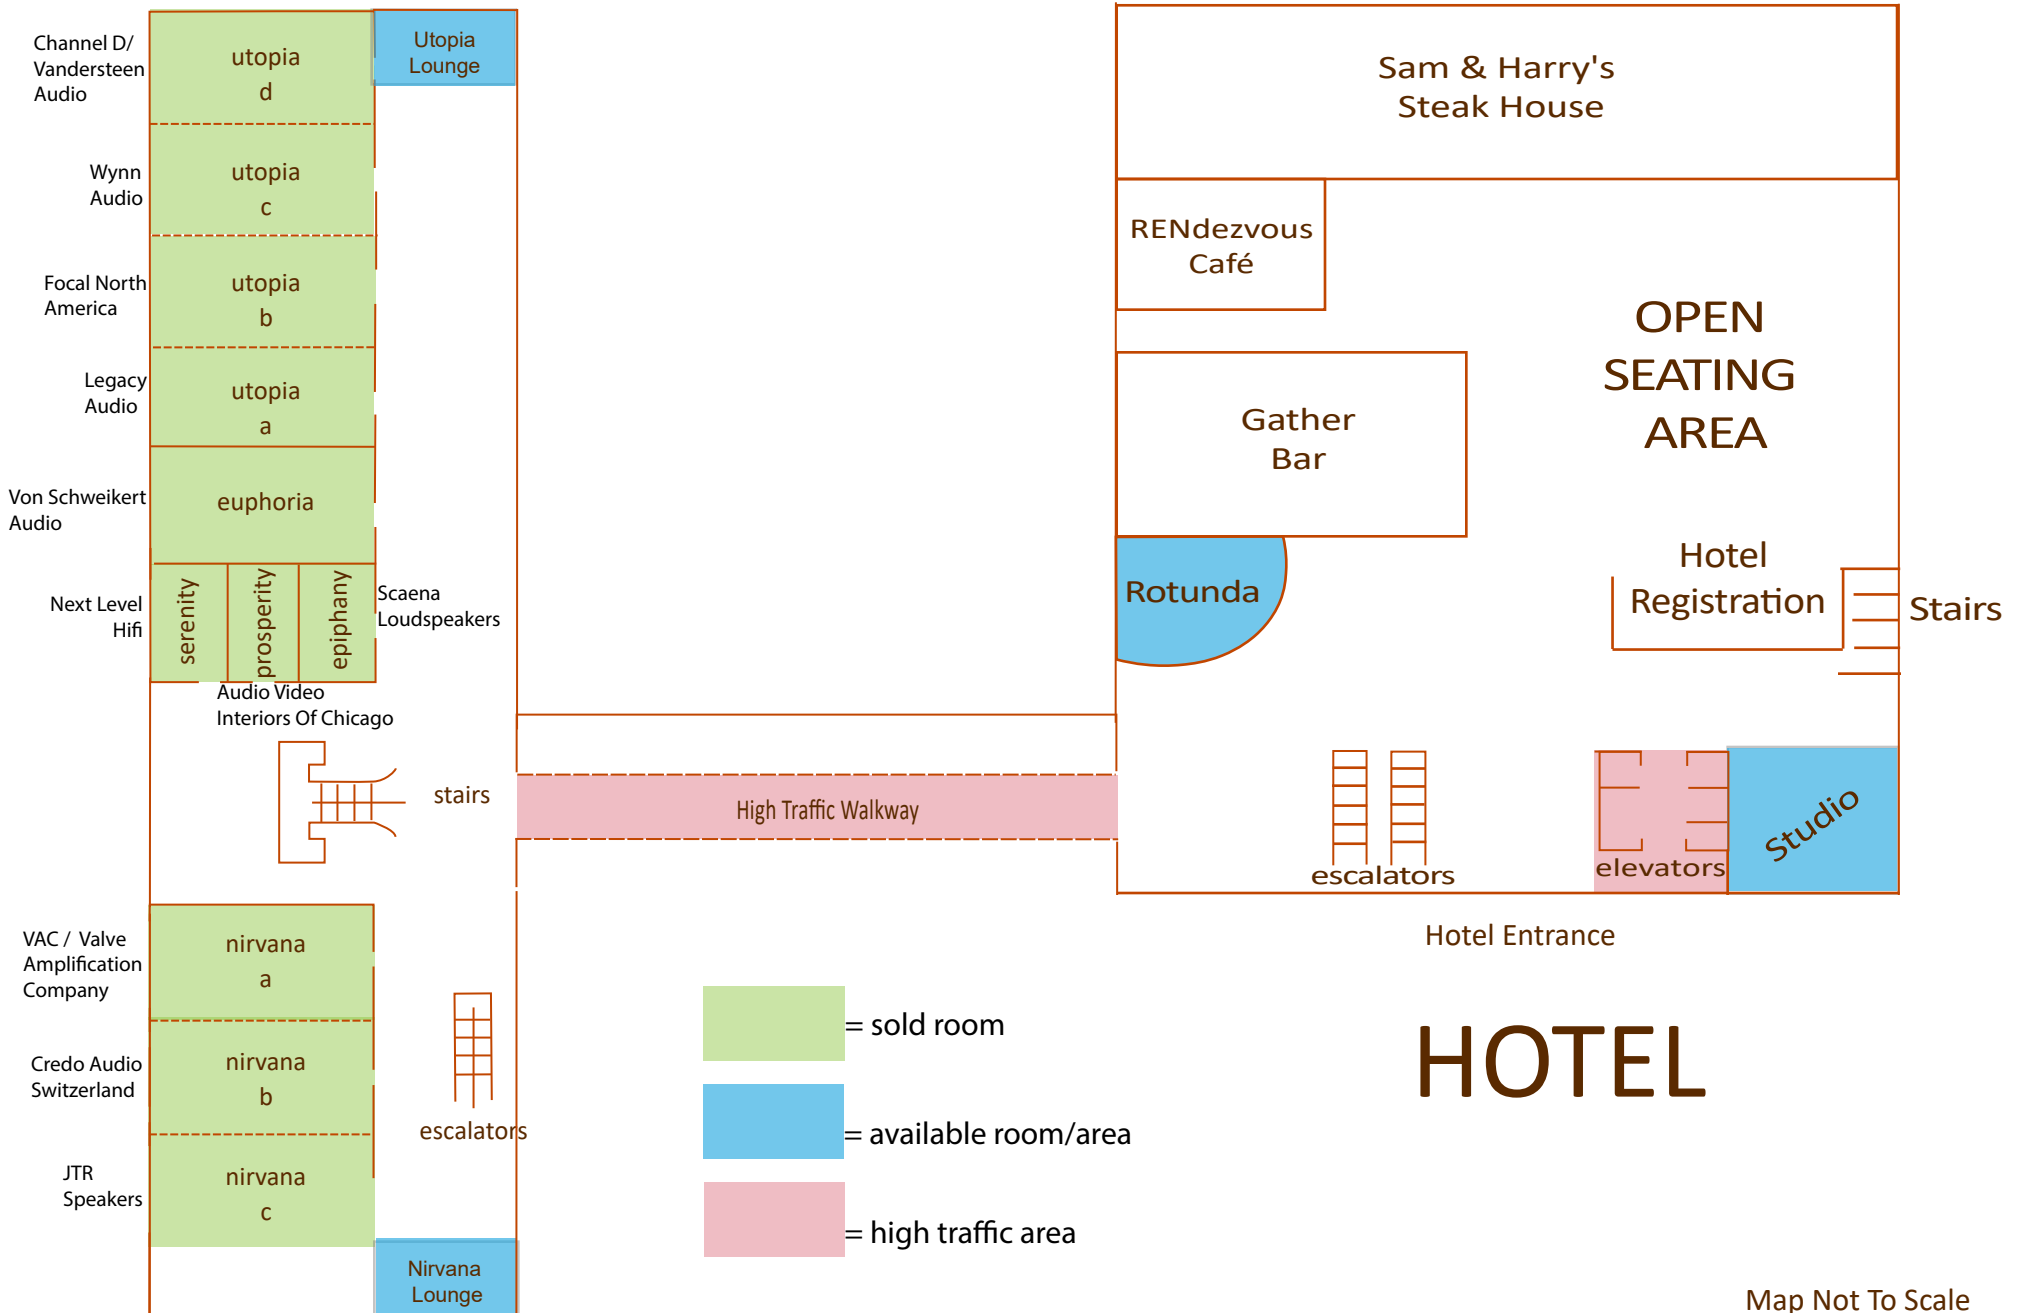 Channel D/
Vandersteen
Audio
utopia
d
Utopia
Lounge
Wynn
Audio
utopia
c
Focal North
America
utopia
b
Legacy
Audio
utopia
a
Von Schweikert
Audio
euphoria
Next Level
Hifi
serenity
prosperity
epiphany
Scaena
Loudspeakers
Audio Video
Interiors Of Chicago
stairs
High Traffic Walkway
VAC / Valve
Amplification
Company
nirvana
a
Credo Audio
Switzerland
nirvana
b
escalators
JTR
Speakers
nirvana
c
Nirvana
Lounge
Sam & Harry's
Steak House
RENdezvous
Café
OPEN
SEATING
AREA
Gather
Bar
Rotunda
Hotel
Registration
Stairs
escalators
elevators
Studio
Hotel Entrance
HOTEL
= sold room
= available room/area
= high traffic area
Map Not To Scale